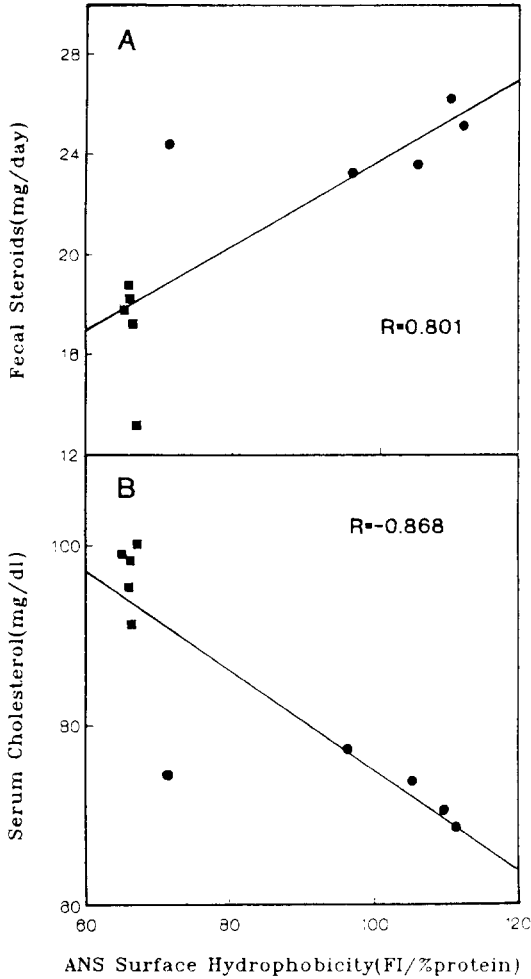 A
28
24
20
16
12
Fecal Steroids(mg/day)
R=0.801
B
100
80
60
Serum Cholesterol(mg/dl)
R=-0.868
60 80 100 120
ANS Surface Hydrophobicity(FI/%protein)